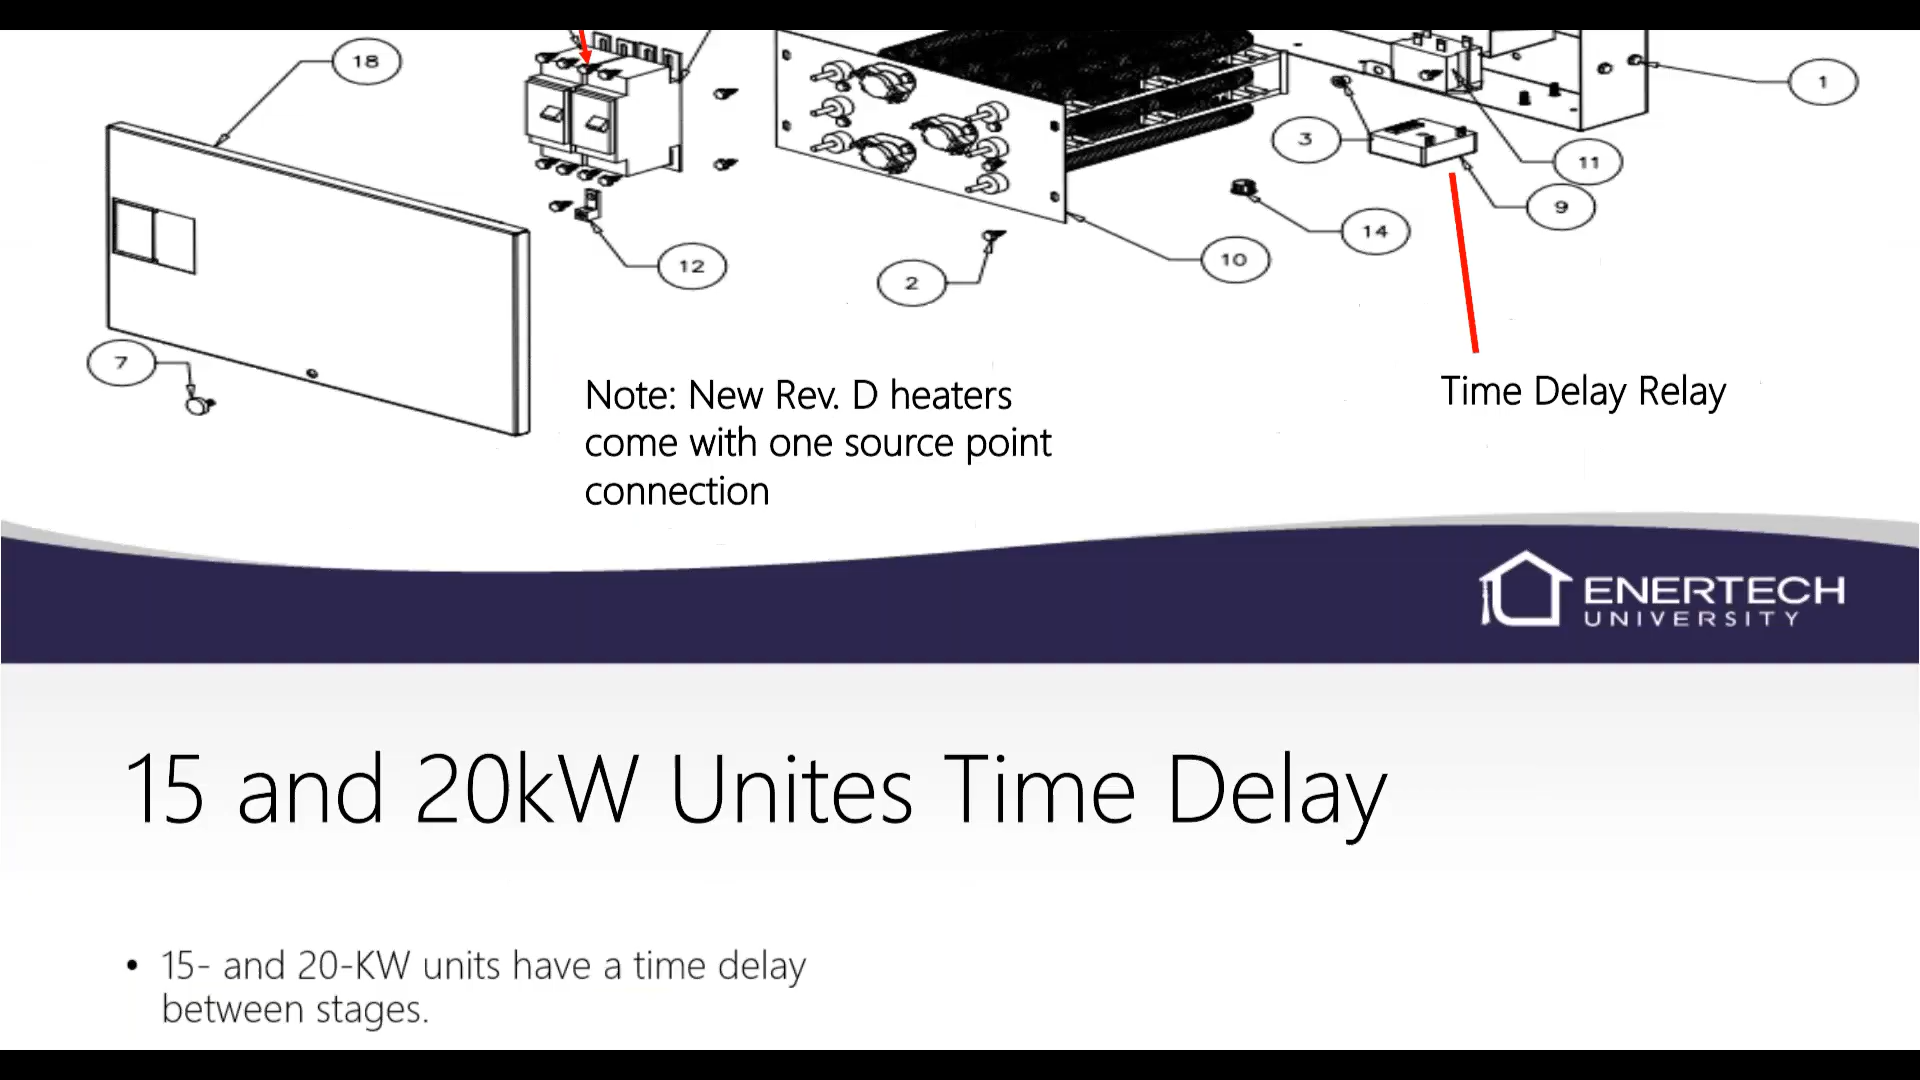 18
1
3
11
9
14
12
10
2
7
Note: New Rev. D heaters
come with one source point
connection
Time Delay Relay
ENERTECH
UNIVERSITY
15 and 20kW Unites Time Delay
• 15- and 20-KW units have a time delay
between stages.